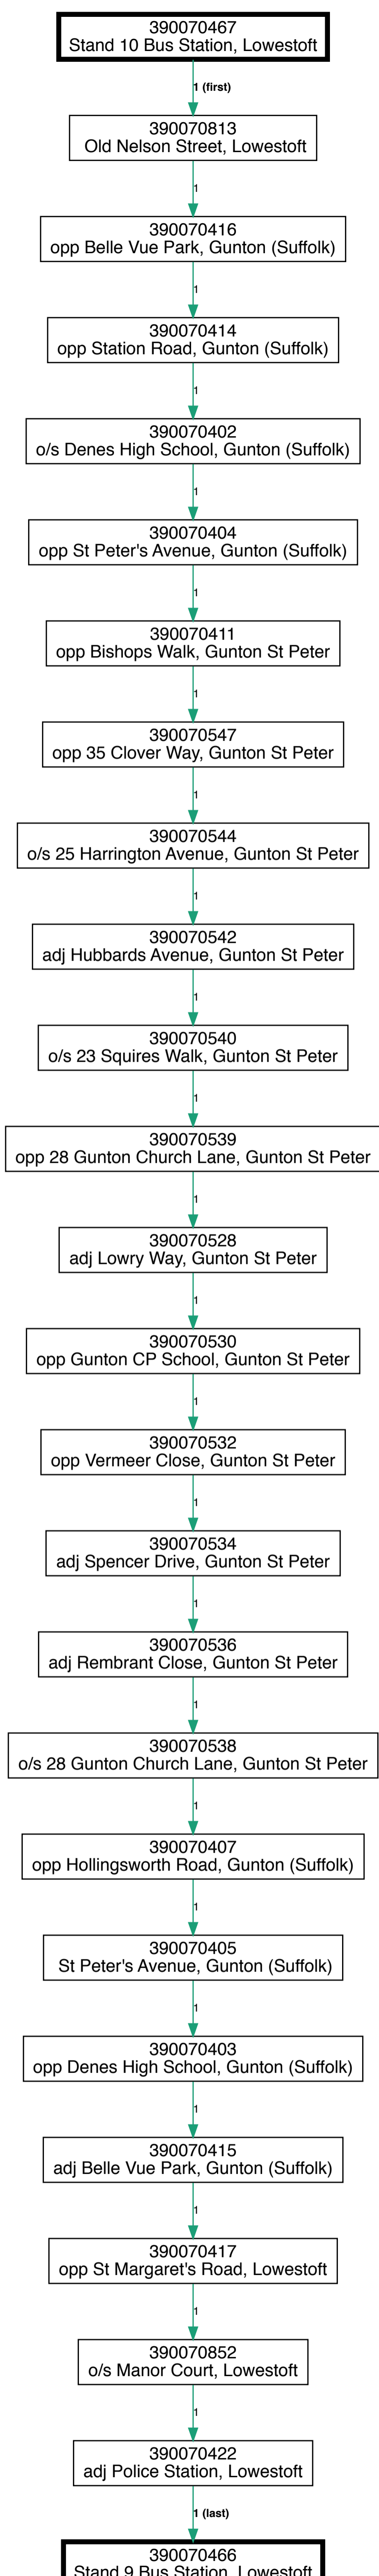 390070467
Stand 10 Bus Station, Lowestoft
1 (first)
390070813
Old Nelson Street, Lowestoft
1
390070416
opp Belle Vue Park, Gunton (Suffolk)
1
390070414
opp Station Road, Gunton (Suffolk)
1
390070402
o/s Denes High School, Gunton (Suffolk)
1
390070404
opp St Peter's Avenue, Gunton (Suffolk)
1
390070411
opp Bishops Walk, Gunton St Peter
1
390070547
opp 35 Clover Way, Gunton St Peter
1
390070544
o/s 25 Harrington Avenue, Gunton St Peter
1
390070542
adj Hubbards Avenue, Gunton St Peter
1
390070540
o/s 23 Squires Walk, Gunton St Peter
1
390070539
opp 28 Gunton Church Lane, Gunton St Peter
1
390070528
adj Lowry Way, Gunton St Peter
1
390070530
opp Gunton CP School, Gunton St Peter
1
390070532
opp Vermeer Close, Gunton St Peter
1
390070534
adj Spencer Drive, Gunton St Peter
1
390070536
adj Rembrant Close, Gunton St Peter
1
390070538
o/s 28 Gunton Church Lane, Gunton St Peter
1
390070407
opp Hollingsworth Road, Gunton (Suffolk)
1
390070405
St Peter's Avenue, Gunton (Suffolk)
1
390070403
opp Denes High School, Gunton (Suffolk)
1
390070415
adj Belle Vue Park, Gunton (Suffolk)
1
390070417
opp St Margaret's Road, Lowestoft
1
390070852
o/s Manor Court, Lowestoft
1
390070422
adj Police Station, Lowestoft
1 (last)
390070466
Stand 9 Bus Station, Lowestoft